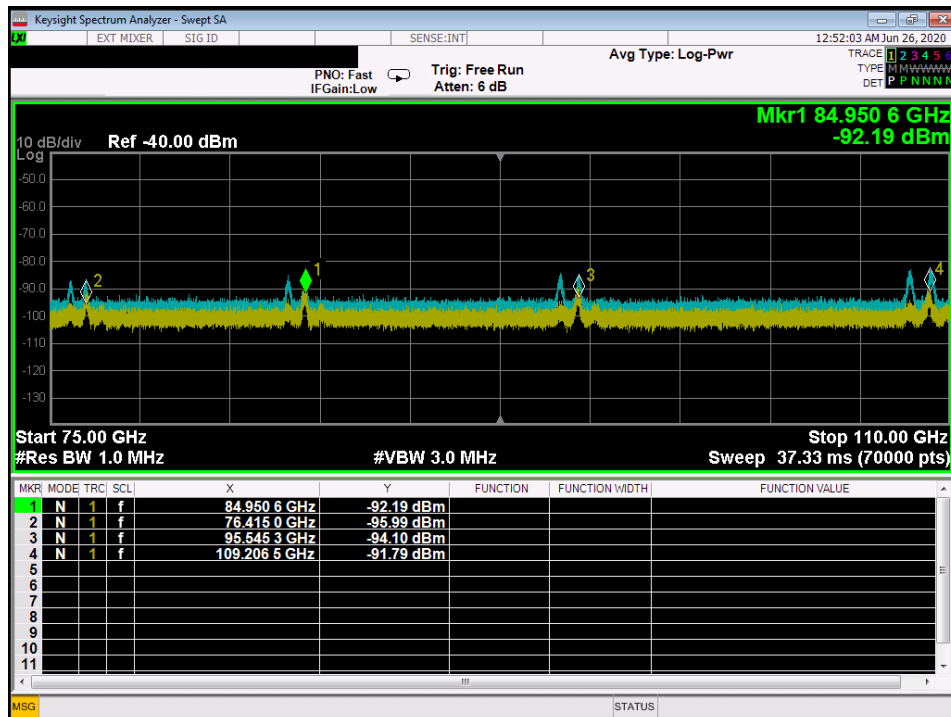 Keysight Spectrum Analyzer - Swept SA
LXI EXT MIXER SIG ID SENSE:INT 12:52:03 AM Jun 26, 2020
PNO: Fast
IFGain:Low
Trig: Free Run
Atten: 6 dB
Avg Type: Log-Pwr
TRACE 1 2 3 4 5 6
TYPE M M W W W W W
DET P P N N N N
Mkr1 84.950 6 GHz
-92.19 dBm
10 dB/div Ref -40.00 dBm
Log
-50.0
-60.0
-70.0
-80.0
-90.0
-100
-110
-120
-130
2
1
3
4
Start 75.00 GHz Stop 110.00 GHz
#Res BW 1.0 MHz #VBW 3.0 MHz Sweep 37.33 ms (70000 pts)
MKR MODE TRC SCL X Y FUNCTION FUNCTION WIDTH FUNCTION VALUE
1 N 1 f 84.950 6 GHz -92.19 dBm
2 N 1 f 76.415 0 GHz -95.99 dBm
3 N 1 f 95.545 3 GHz -94.10 dBm
4 N 1 f 109.206 5 GHz -91.79 dBm
5
6
7
8
9
10
11
MSG STATUS